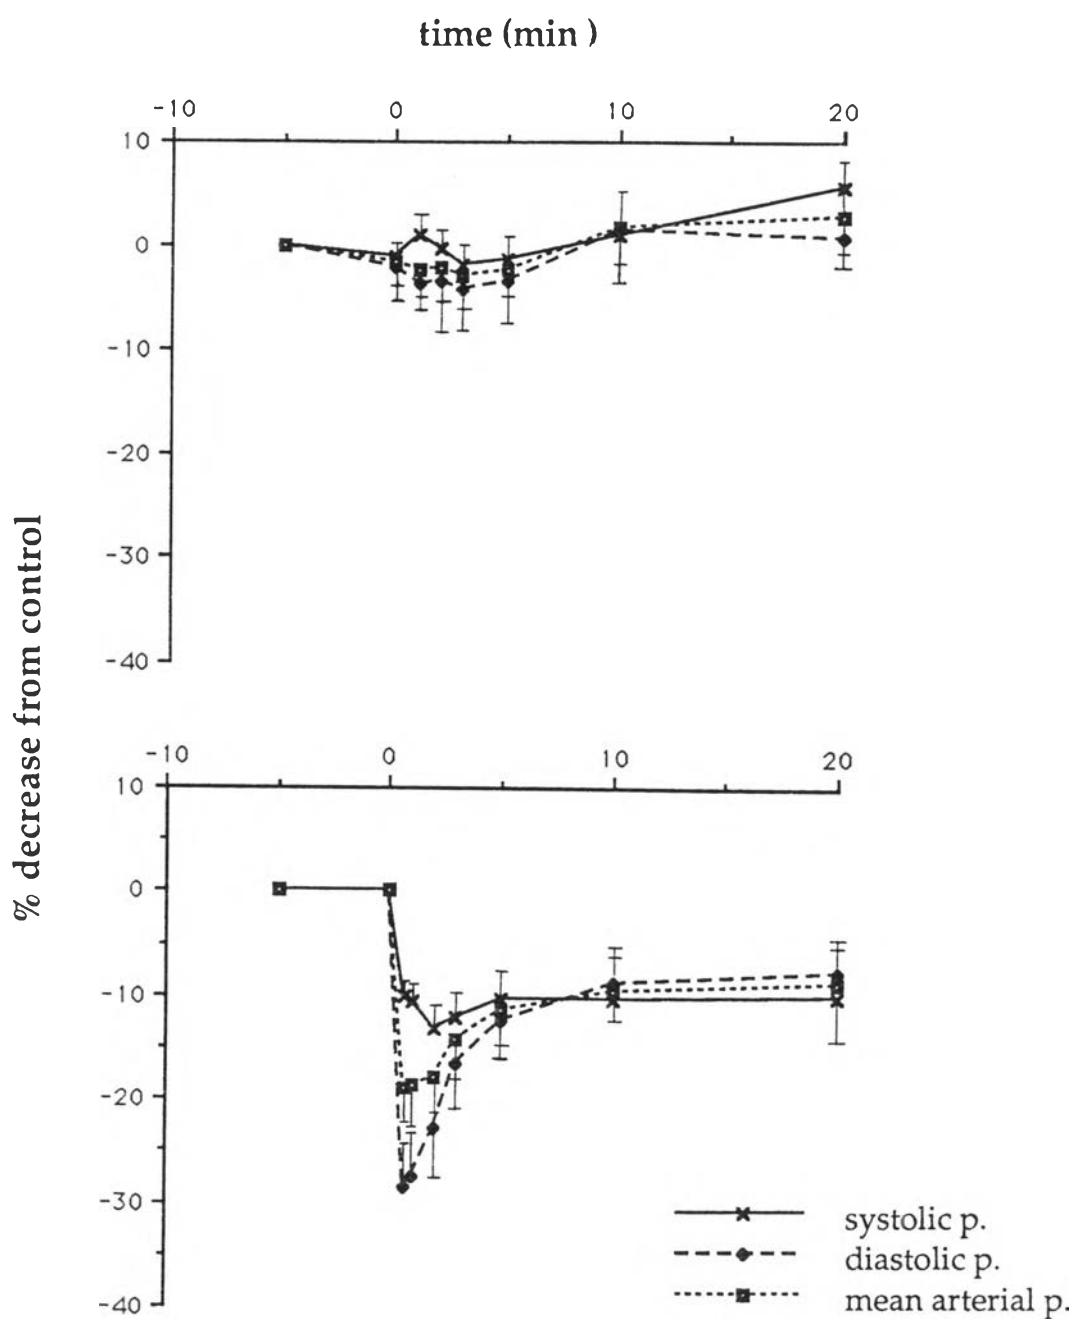 time (min )
-10 0 10 20
10
0
-10
-20
-30
-40
% decrease from control
-10 0 10 20
10
0
-10
-20
-30
-40
systolic p.
diastolic p.
mean arterial p.